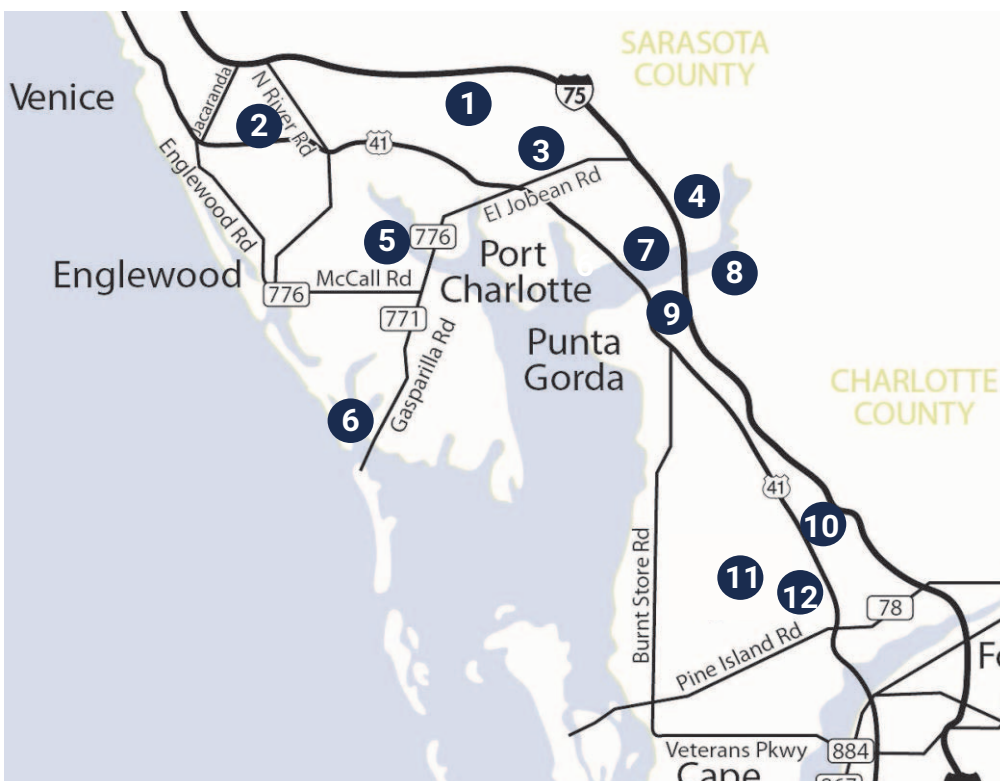 SARASOTA
COUNTY
Venice
Jacaranda
N River Rd
75
1
2
41
3
Englewood Rd
El Jobean Rd
4
5
776
7
Port
Charlotte
8
Englewood
McCall Rd
776
771
9
Gasparilla Rd
Punta
Gorda
CHARLOTTE
COUNTY
6
41
10
Burnt Store Rd
11
12
78
Pine Island Rd
Veterans Pkwy
884
Cape